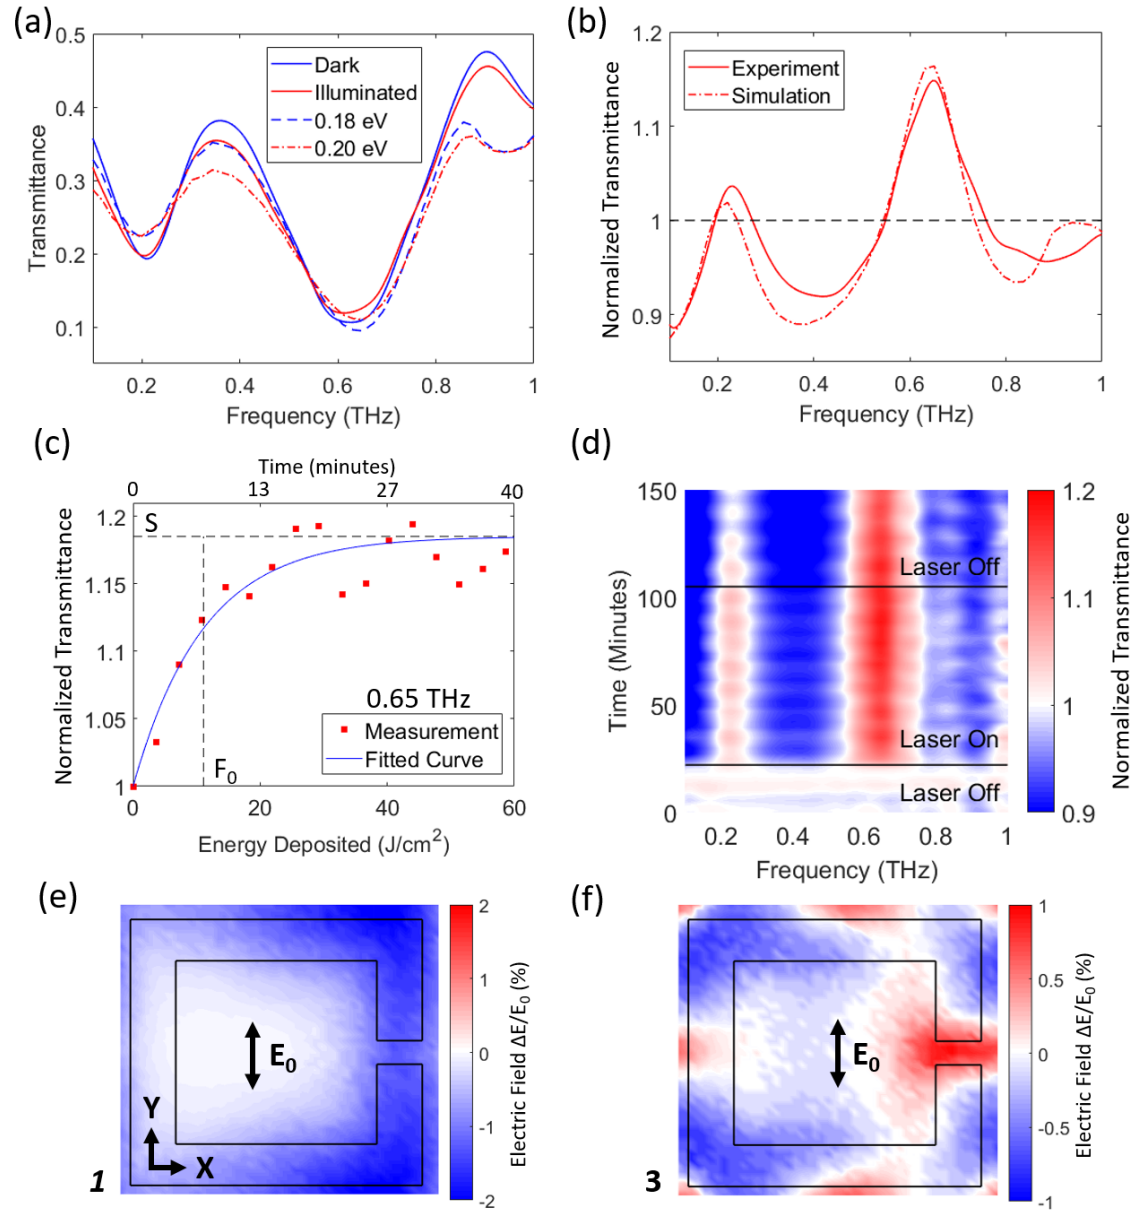 (a)
0.5
0.4
0.3
0.2
0.1
Transmittance
Dark
Illuminated
0.18 eV
0.20 eV
0.2
0.4
0.6
0.8
1
Frequency (THz)
(b)
1.2
1.1
1
0.9
Normalized Transmittance
Experiment
Simulation
0.2
0.4
0.6
0.8
1
Frequency (THz)
(c)
Time (minutes)
0
13
27
40
1.2
1.15
1.1
1.05
1
Normalized Transmittance
S
F₀
0.65 THz
Measurement
Fitted Curve
0
20
40
60
Energy Deposited (J/cm²)
(d)
150
100
50
0
Time (Minutes)
Laser Off
Laser On
Laser Off
0.2
0.4
0.6
0.8
1
Frequency (THz)
1.2
1.1
1
0.9
Normalized Transmittance
(e)
E₀
Y
X
1
2
1
0
-1
-2
Electric Field ΔE/E₀ (%)
(f)
E₀
3
1
0.5
0
-0.5
-1
Electric Field ΔE/E₀ (%)